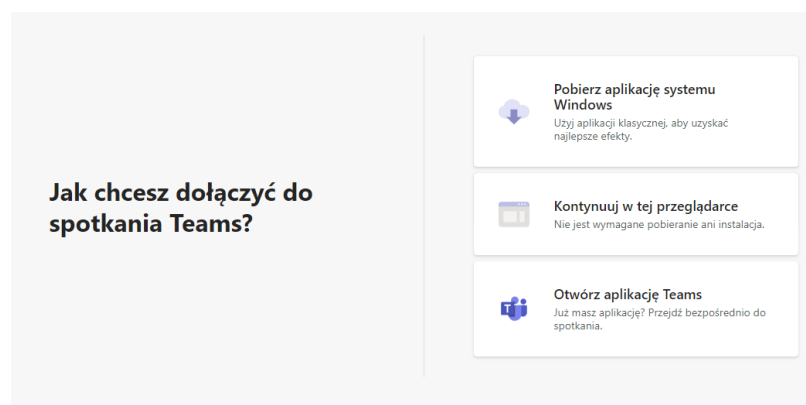 Jak chcesz dołączyć do
spotkania Teams?
Pobierz aplikację systemu
Windows
Użyj aplikacji klasycznej, aby uzyskać
najlepsze efekty.
Kontynuuj w tej przeglądarce
Nie jest wymagane pobieranie ani instalacja.
Otwórz aplikację Teams
Już masz aplikację? Przejdź bezpośrednio do
spotkania.